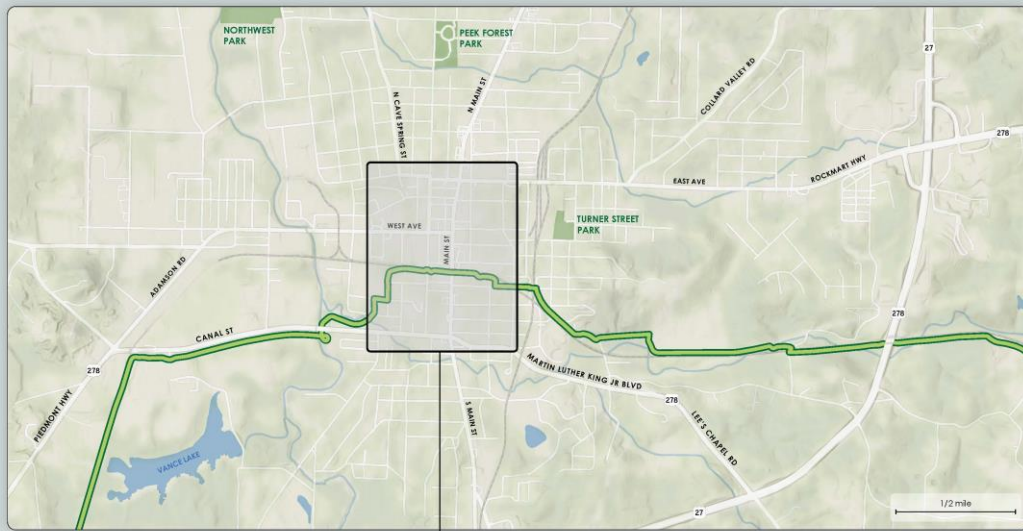 NORTHWEST
PARK
PEEK FOREST
PARK
27
N MAIN ST
COLLARD VALLEY RD
N CAVE SPRING ST
278
ROCKMART HWY
EAST AVE
WEST AVE
TURNER STREET
PARK
MAIN ST
ADAMSON RD
278
CANAL ST
278
PIEDMONT HWY
MARTIN LUTHER KING JR BLVD
278
S MAIN ST
LEE'S CHAPEL RD
VANCE LAKE
1/2 mile
27